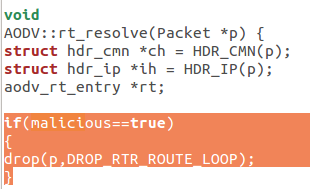 void
AODV::rt_resolve(Packet *p) {
struct hdr_cmn *ch = HDR_CMN(p);
struct hdr_ip *ih = HDR_IP(p);
aodv_rt_entry *rt;
if(malicious==true)
{
drop(p,DROP_RTR_ROUTE_LOOP);
}